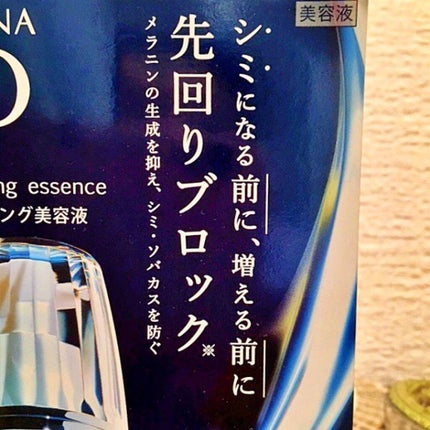 美容液
シミになる前に、増える前に
先回りブロック※
メラニンの生成を抑え、シミ・ソバカスを防ぐ
NA
O
ng essence
ング美容液